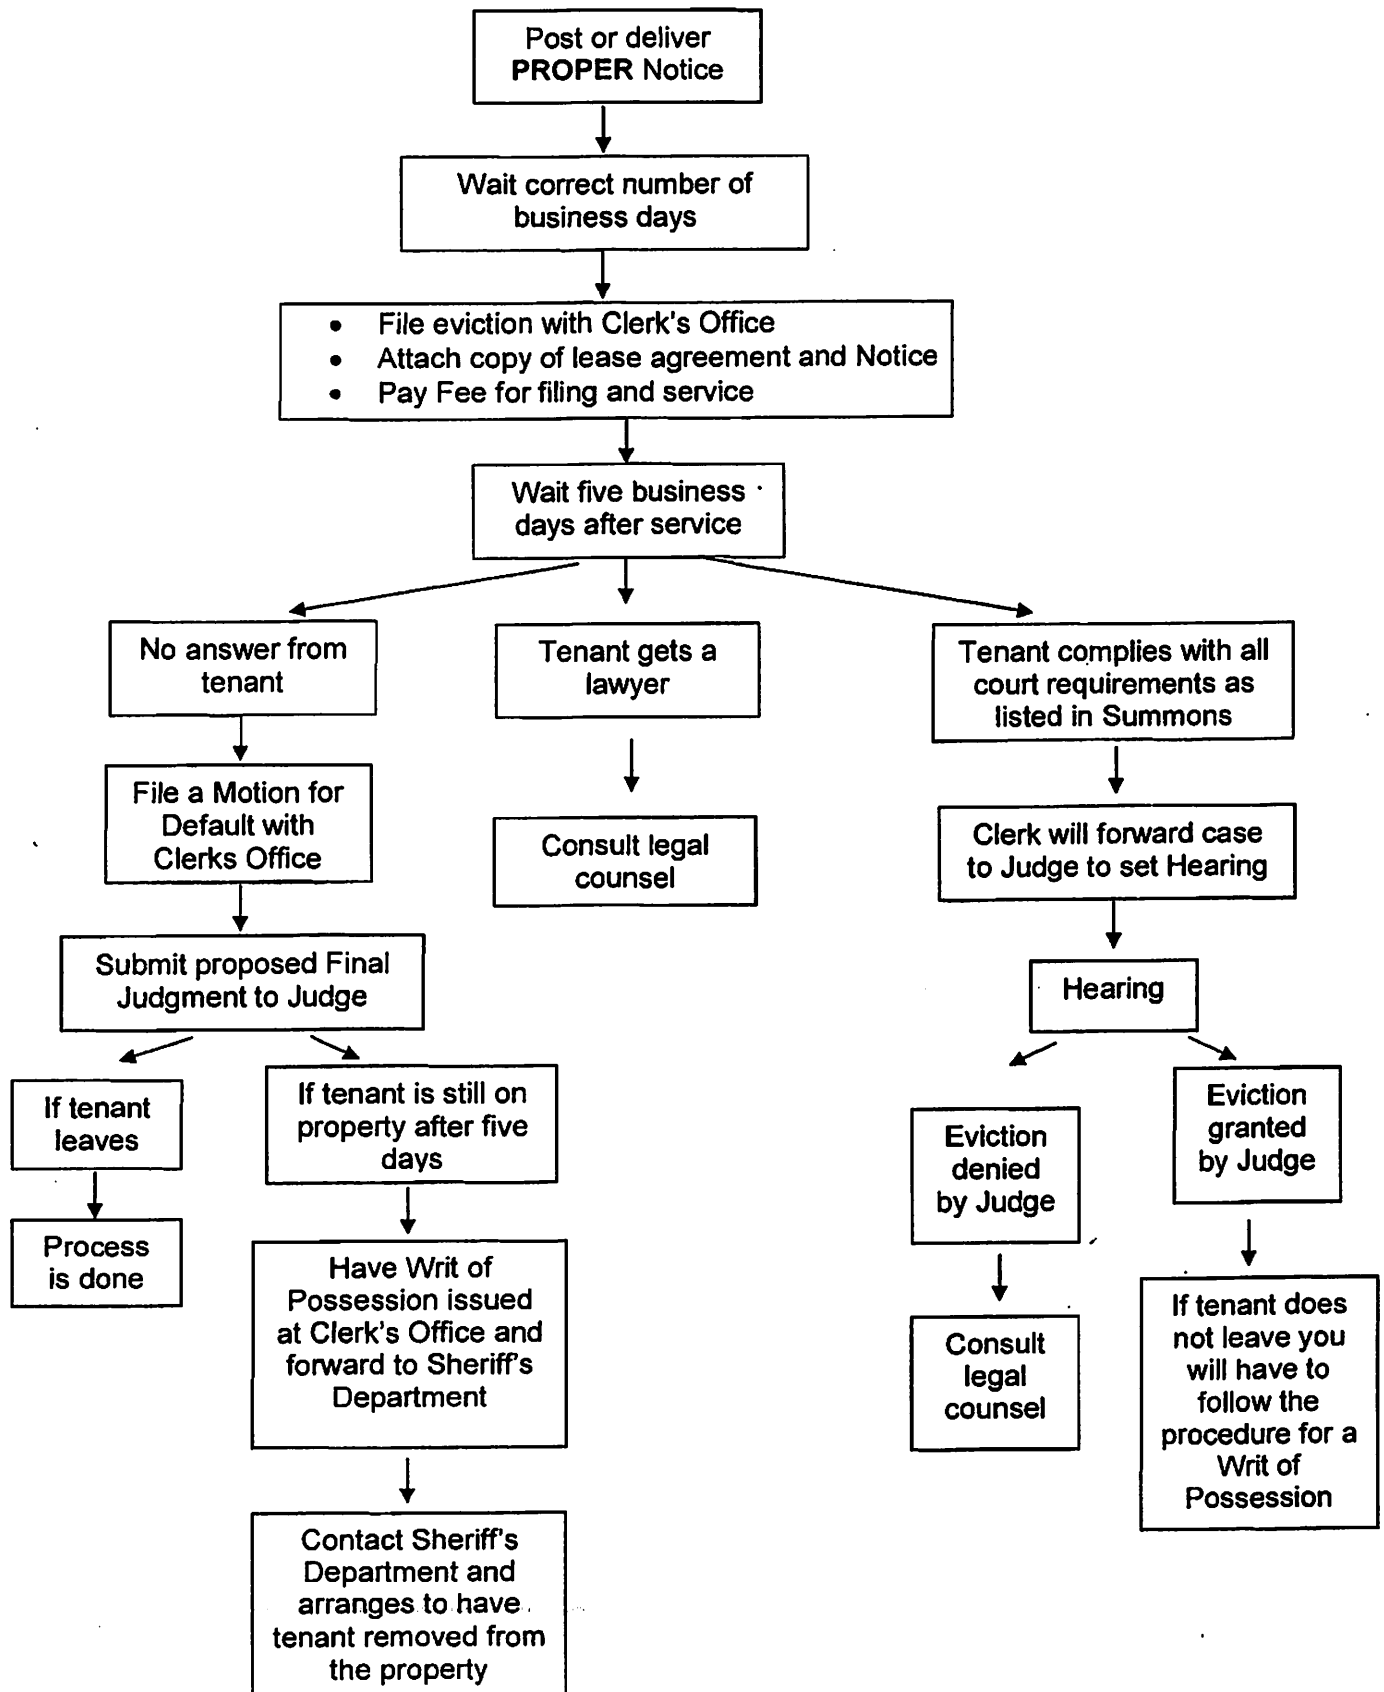 Post or deliver
PROPER Notice
Wait correct number of
business days
• File eviction with Clerk's Office
• Attach copy of lease agreement and Notice
• Pay Fee for filing and service
Wait five business
days after service
No answer from
tenant
Tenant gets a
lawyer
Tenant complies with all
court requirements as
listed in Summons
File a Motion for
Default with
Clerks Office
Consult legal
counsel
Clerk will forward case
to Judge to set Hearing
Submit proposed Final
Judgment to Judge
Hearing
If tenant
leaves
Process
is done
If tenant is still on
property after five
days
Have Writ of
Possession issued
at Clerk's Office and
forward to Sheriff's
Department
Contact Sheriff's
Department and
arranges to have
tenant removed from
the property
Eviction
denied
by Judge
Consult
legal
counsel
Eviction
granted
by Judge
If tenant does
not leave you
will have to
follow the
procedure for a
Writ of
Possession